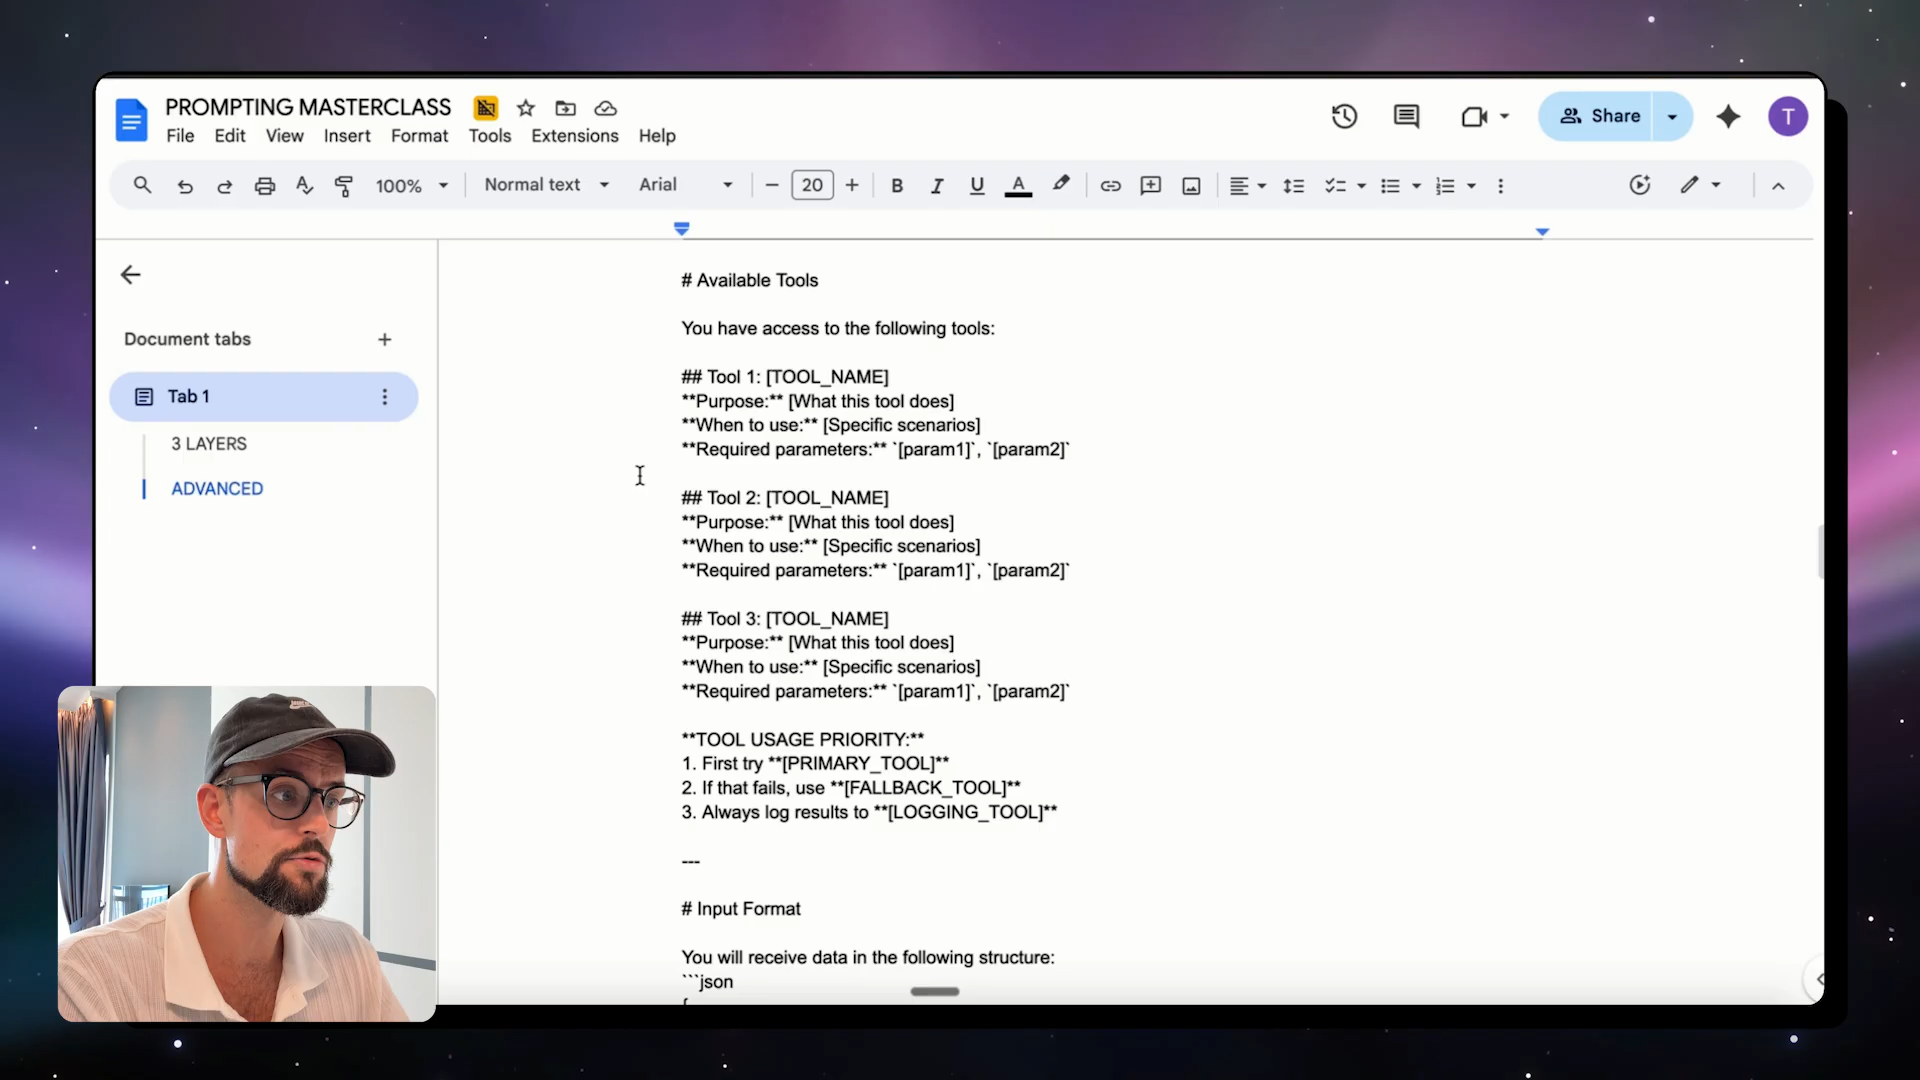 PROMPTING MASTERCLASS
File Edit View Insert Format Tools Extensions Help
Share
T
100% Normal text Arial 20 B I U A
Document tabs
Tab 1
3 LAYERS
ADVANCED
# Available Tools
You have access to the following tools:
## Tool 1: [TOOL_NAME]
**Purpose:** [What this tool does]
**When to use:** [Specific scenarios]
**Required parameters:** `[param1]`, `[param2]`
## Tool 2: [TOOL_NAME]
**Purpose:** [What this tool does]
**When to use:** [Specific scenarios]
**Required parameters:** `[param1]`, `[param2]`
## Tool 3: [TOOL_NAME]
**Purpose:** [What this tool does]
**When to use:** [Specific scenarios]
**Required parameters:** `[param1]`, `[param2]`
**TOOL USAGE PRIORITY:**
1. First try **[PRIMARY_TOOL]**
2. If that fails, use **[FALLBACK_TOOL]**
3. Always log results to **[LOGGING_TOOL]**
---
# Input Format
You will receive data in the following structure:
```json
{